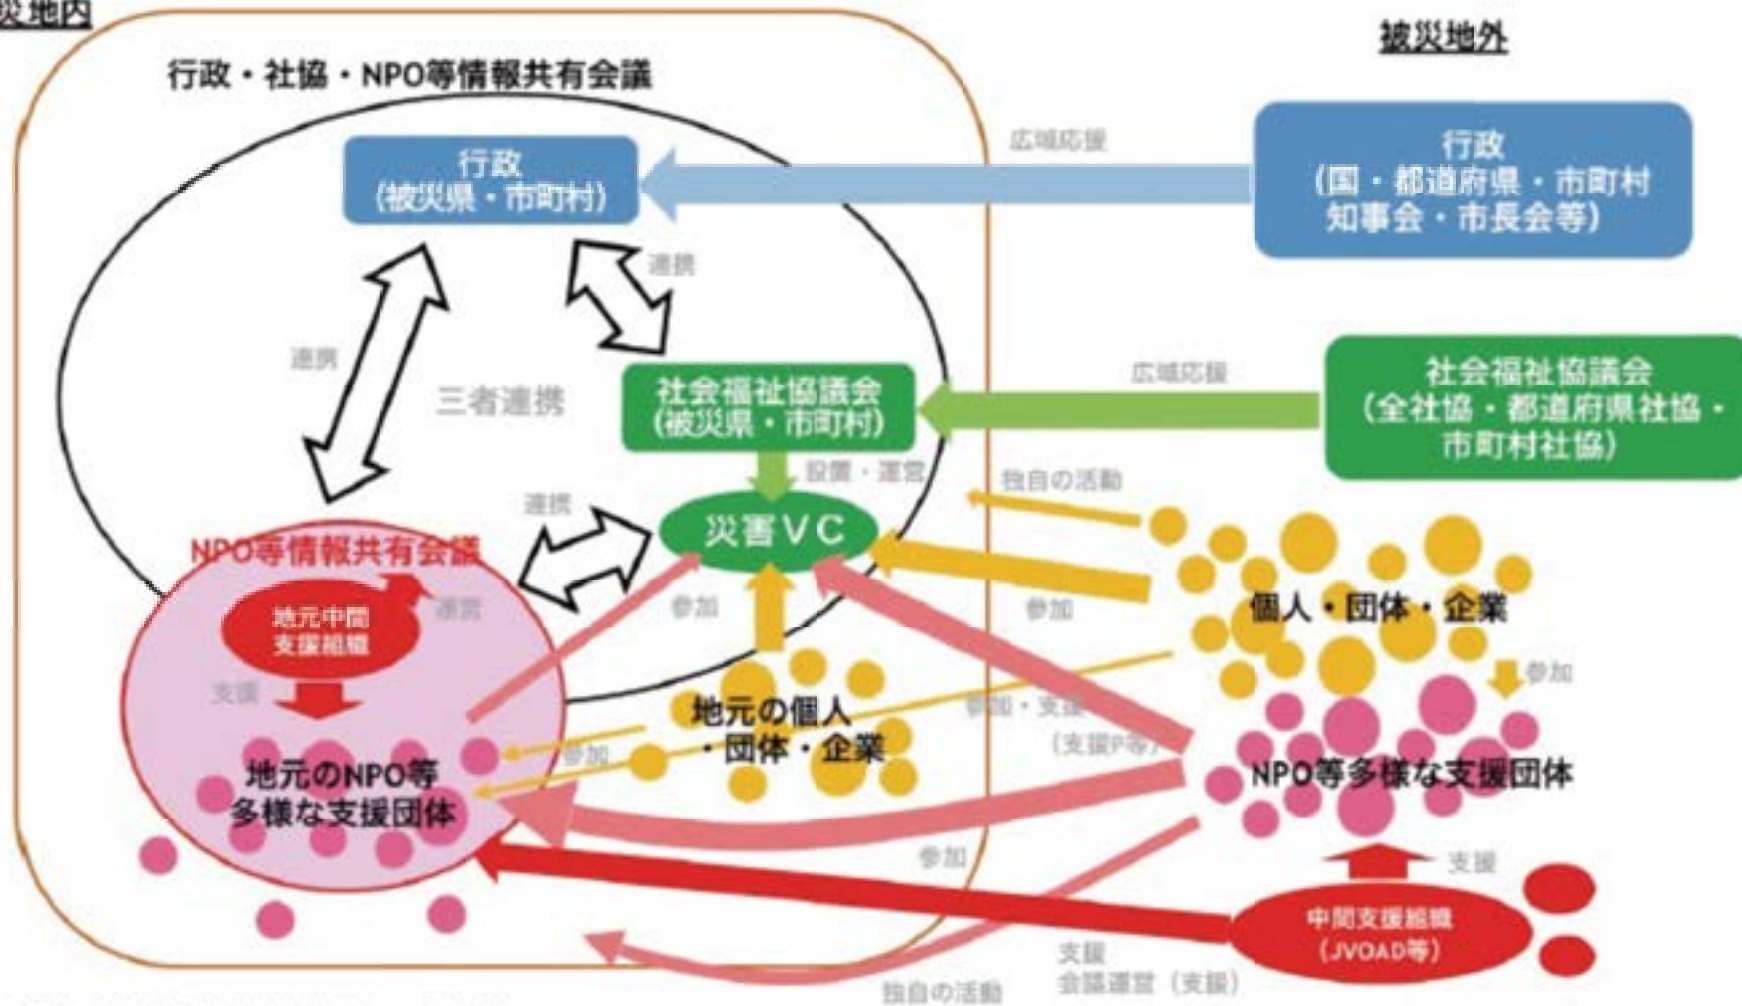 災地内
被災地外
行政・社協・NPO等情報共有会議
行政
(被災県・市町村)
広域応援
行政
(国・都道府県・市町村
知事会・市長会等)
連携
連携
三者連携
社会福祉協議会
(被災県・市町村)
広域応援
社会福祉協議会
(全社協・都道府県社協・
市町村社協)
設置・運営
独自の活動
連携
災害VC
NPO等情報共有会議
地元中間
支援組織
運営
参加
参加
個人・団体・企業
支援
参加
地元の個人
・団体・企業
参加・支援
(支援P等)
参加
地元のNPO等
多様な支援団体
NPO等多様な支援団体
参加
支援
中間支援組織
(JVOAD等)
支援
会議運営(支援)
独自の活動